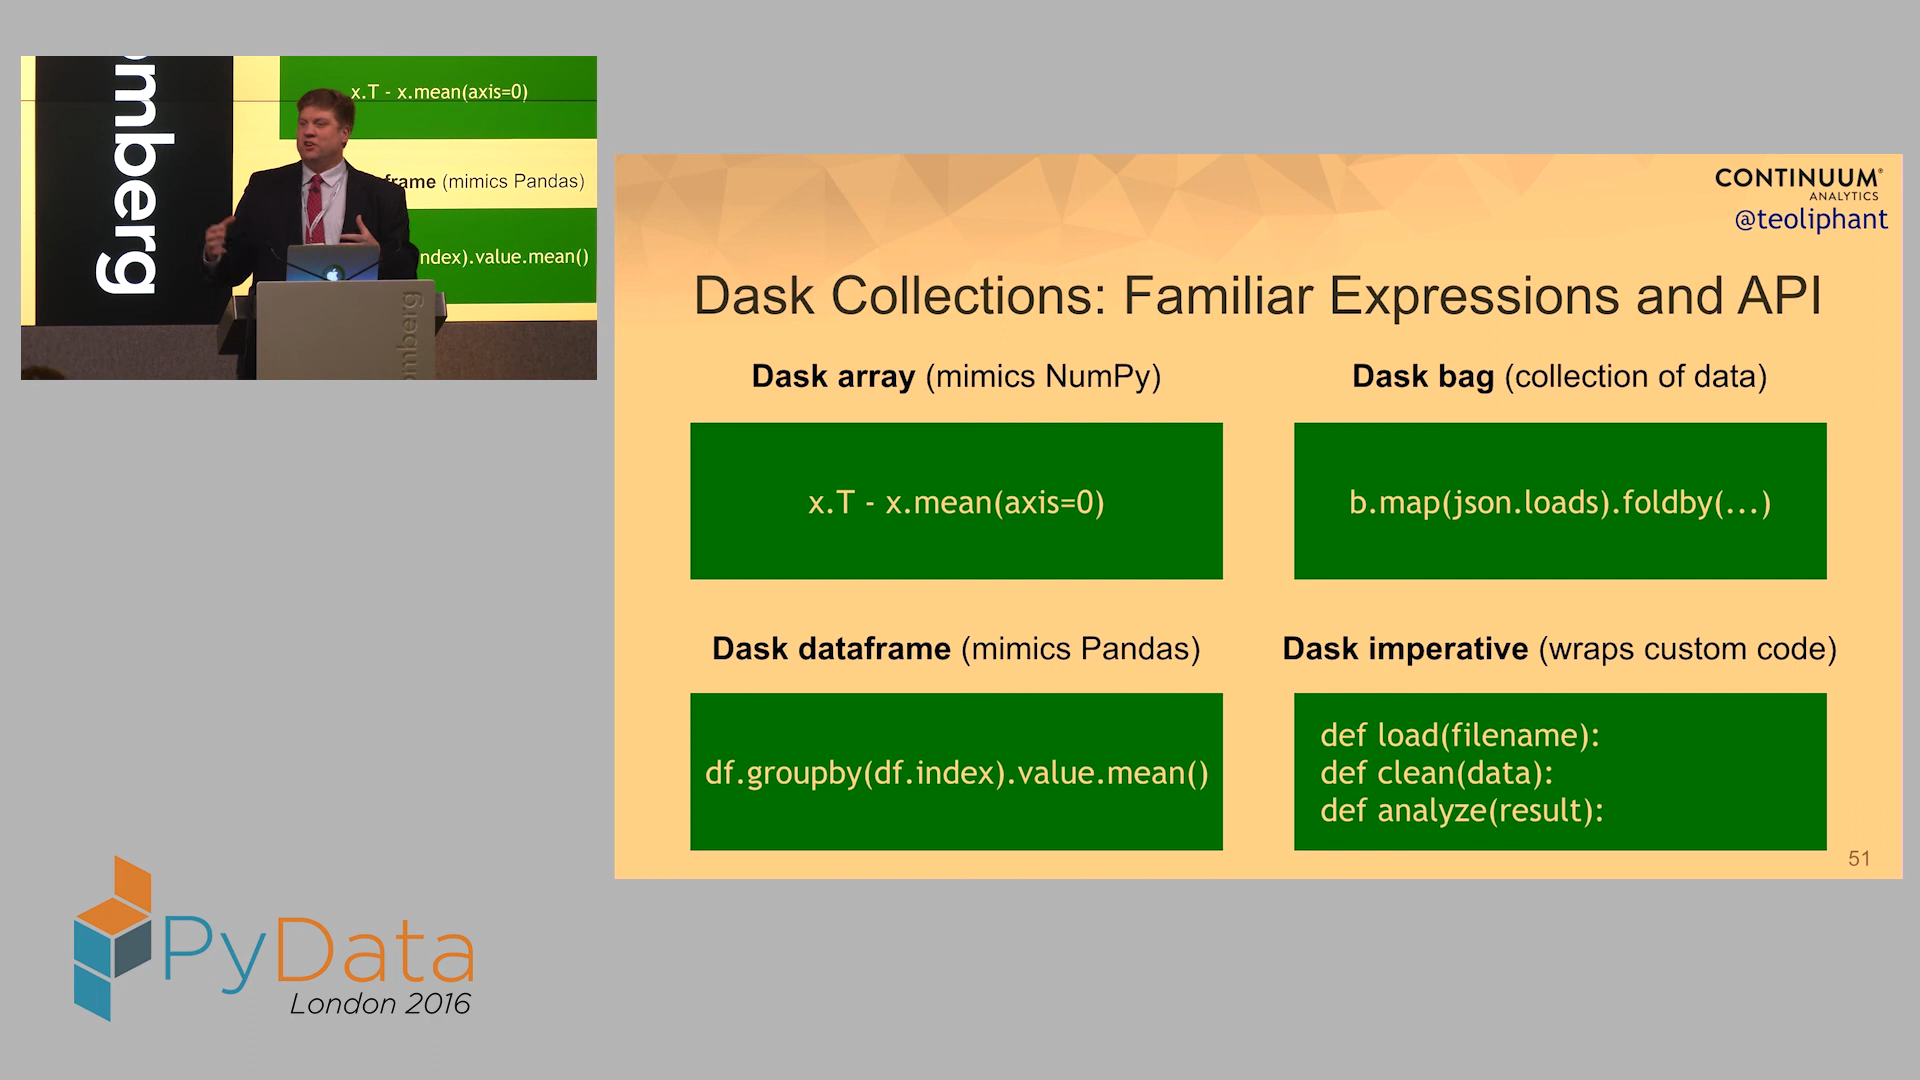 omberg
x.T - x.mean(axis=0)
frame (mimics Pandas)
ndex).value.mean()
omberg
CONTINUUM®
ANALYTICS
@teoliphant
Dask Collections: Familiar Expressions and API
Dask array (mimics NumPy)
x.T - x.mean(axis=0)
Dask bag (collection of data)
b.map(json.loads).foldby(...)
Dask dataframe (mimics Pandas)
df.groupby(df.index).value.mean()
Dask imperative (wraps custom code)
def load(filename):
def clean(data):
def analyze(result):
51
PyData
London 2016